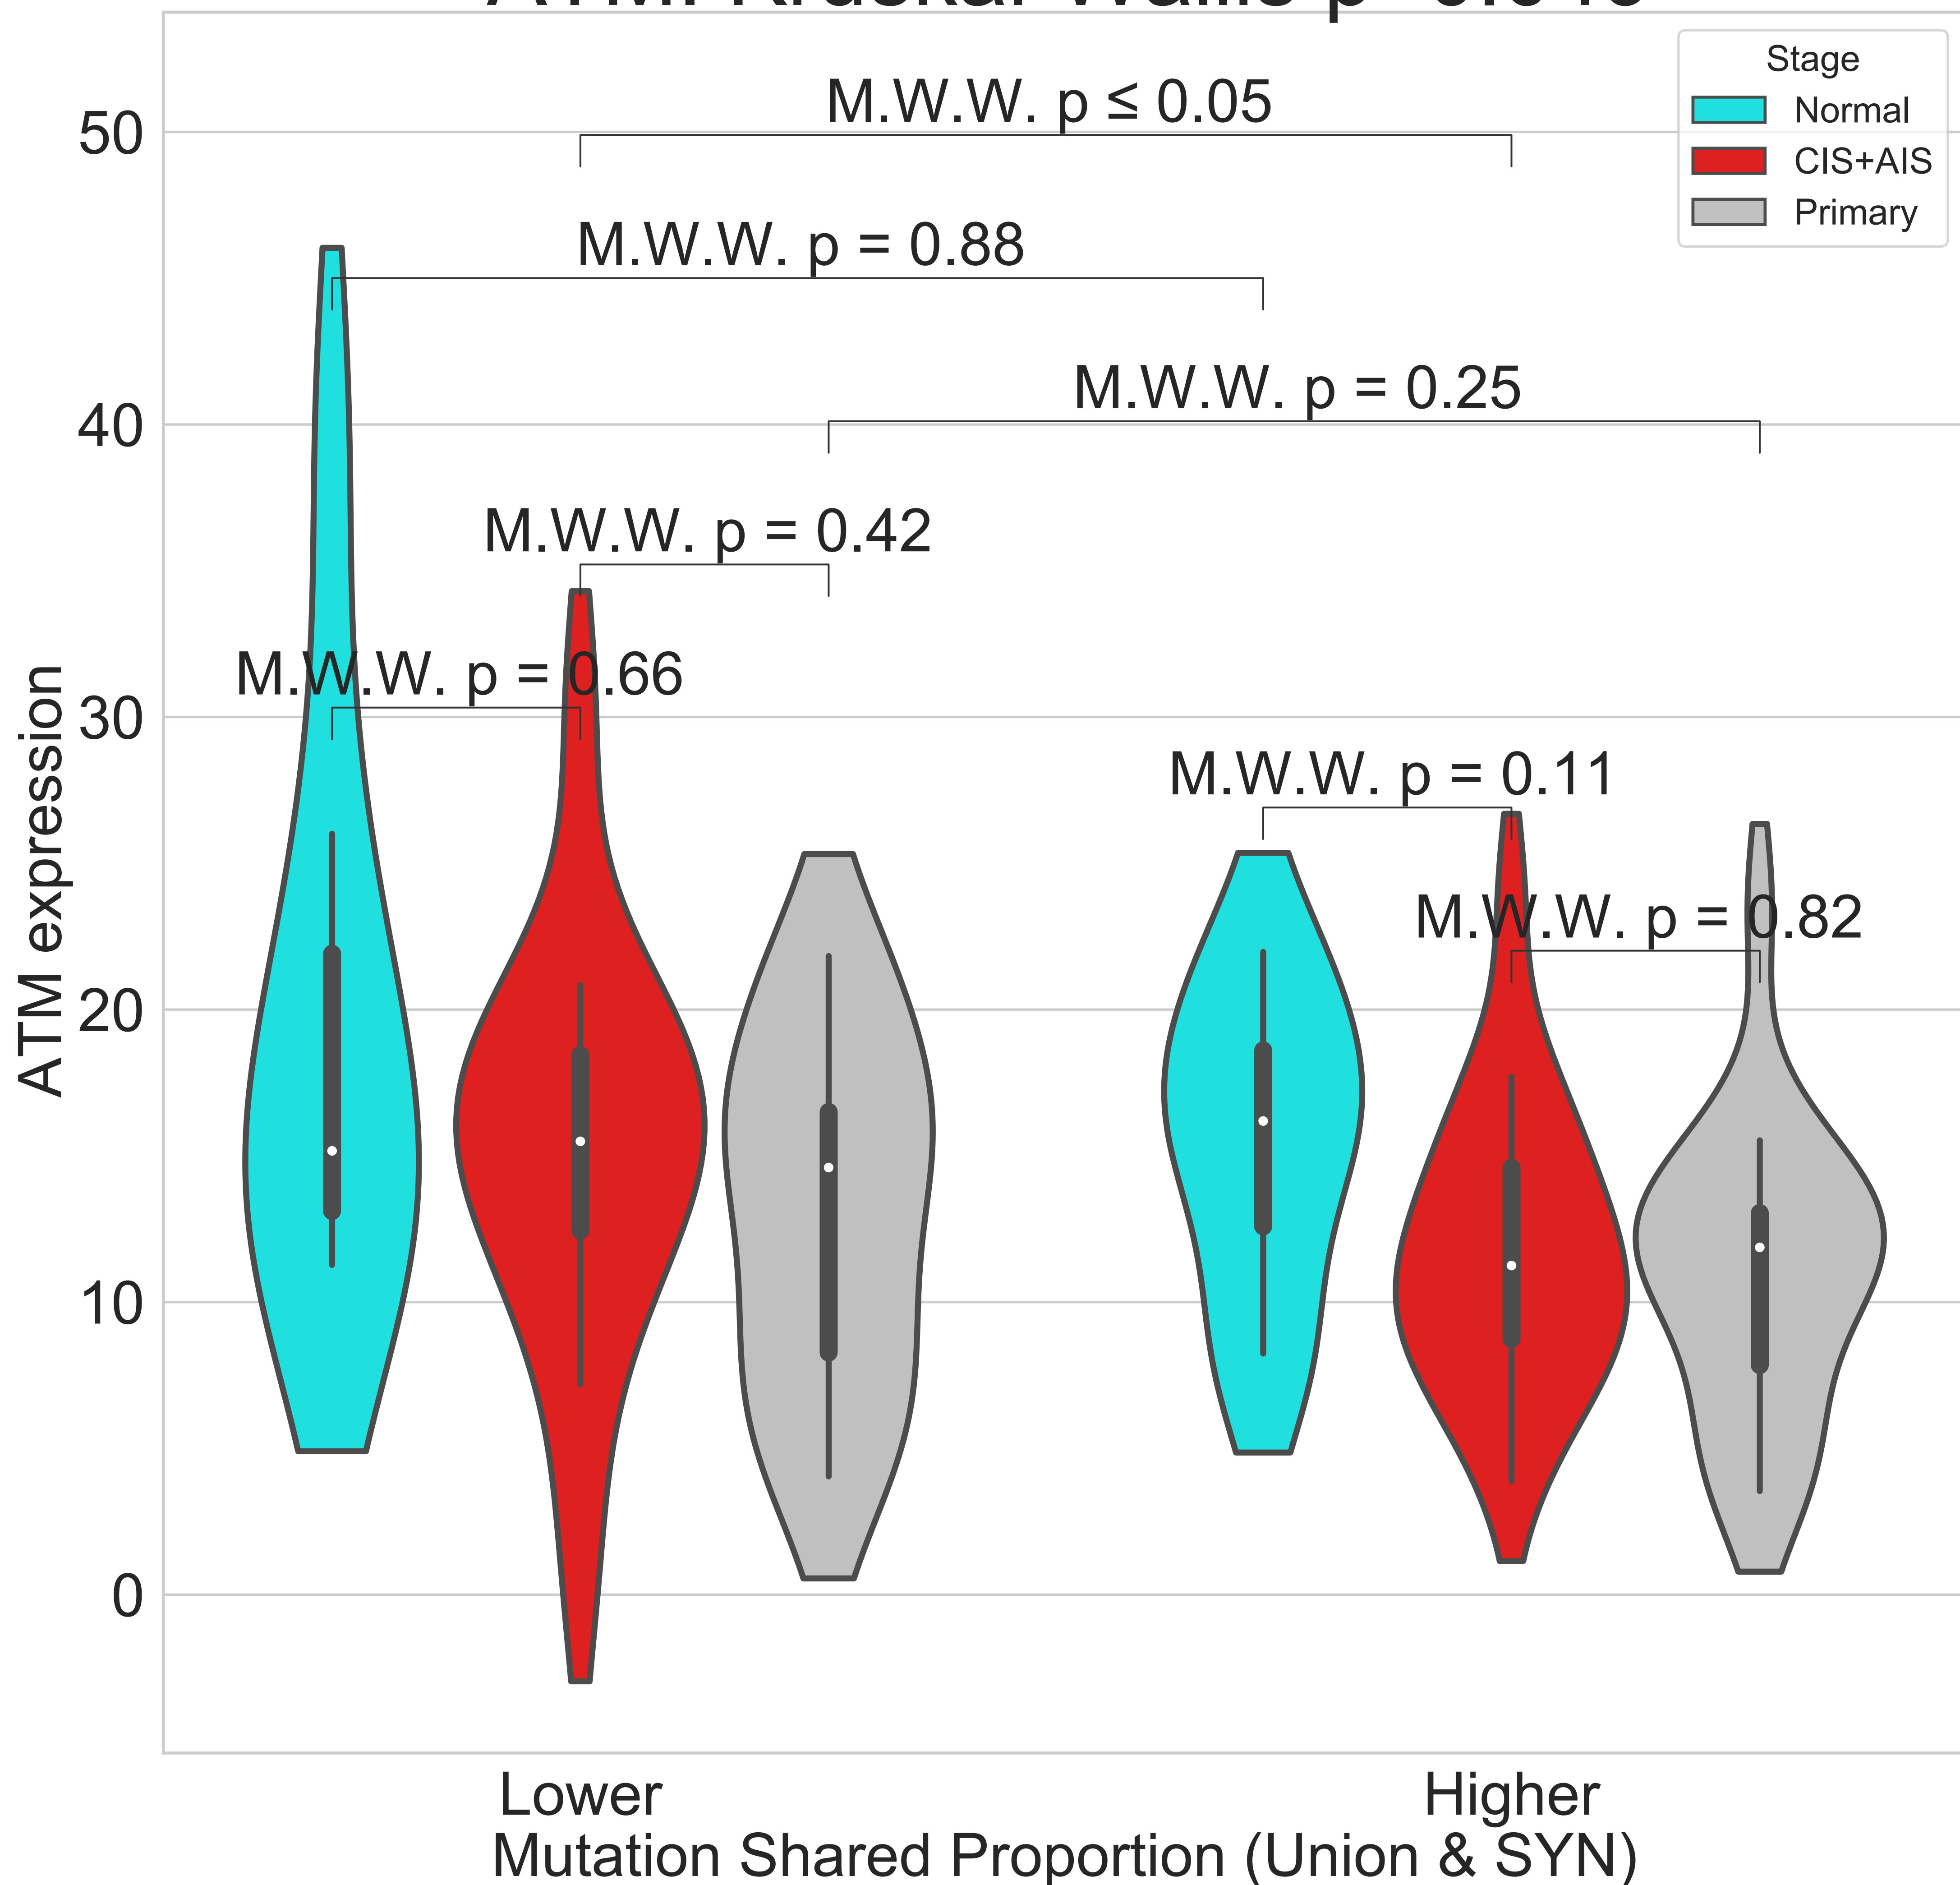 Stage
Normal
CIS+AIS
Primary
M.W.W. p ≤ 0.05
M.W.W. p = 0.88
M.W.W. p = 0.25
M.W.W. p = 0.42
M.W.W. p = 0.66
M.W.W. p = 0.11
M.W.W. p = 0.82
50
40
30
20
10
0
ATM expression
Lower
Higher
Mutation Shared Proportion (Union & SYN)